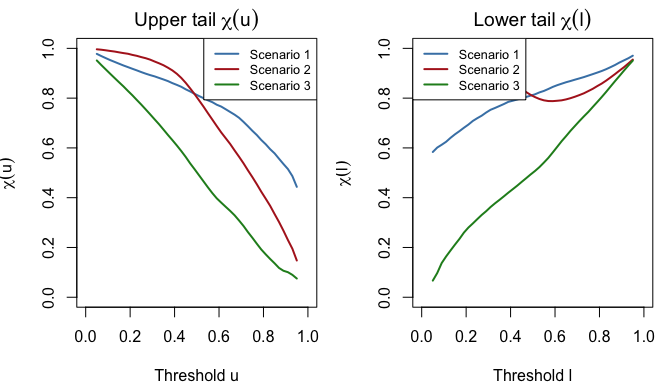 Upper tail χ(u)
χ(u)
0.0 0.2 0.4 0.6 0.8 1.0
Scenario 1
Scenario 2
Scenario 3
0.0 0.2 0.4 0.6 0.8 1.0
Threshold u
Lower tail χ(l)
χ(l)
0.0 0.2 0.4 0.6 0.8 1.0
Scenario 1
Scenario 2
Scenario 3
0.0 0.2 0.4 0.6 0.8 1.0
Threshold l